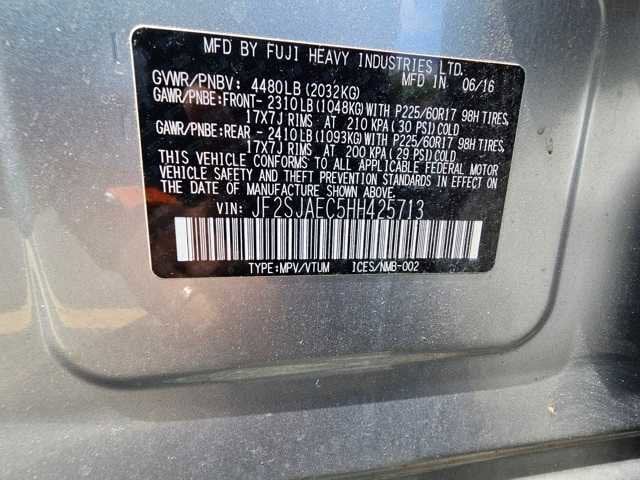 MFD BY FUJI HEAVY INDUSTRIES LTD.
MFD IN 06/16
GVWR/PNBV: 4480LB(2032KG)
GAWR/PNBE:FRONT- 2310LB(1048KG)WITH P225/60R17 98H TIRES,
17X7J RIMS AT 210 KPA(30 PSI)COLD
GAWR/PNBE:REAR - 2410LB(1093KG)WITH P225/60R17 98H TIRES,
17X7J RIMS AT 200 KPA(29 PSI)COLD
THIS VEHICLE CONFORMS TO ALL APPLICABLE FEDERAL MOTOR
VEHICLE SAFETY AND THEFT PREVENTION STANDARDS IN EFFECT ON
THE DATE OF MANUFACTURE SHOWN ABOVE.
VIN: JF2SJAEC5HH425713
TYPE:MPV/VTUM ICES/NMB-002